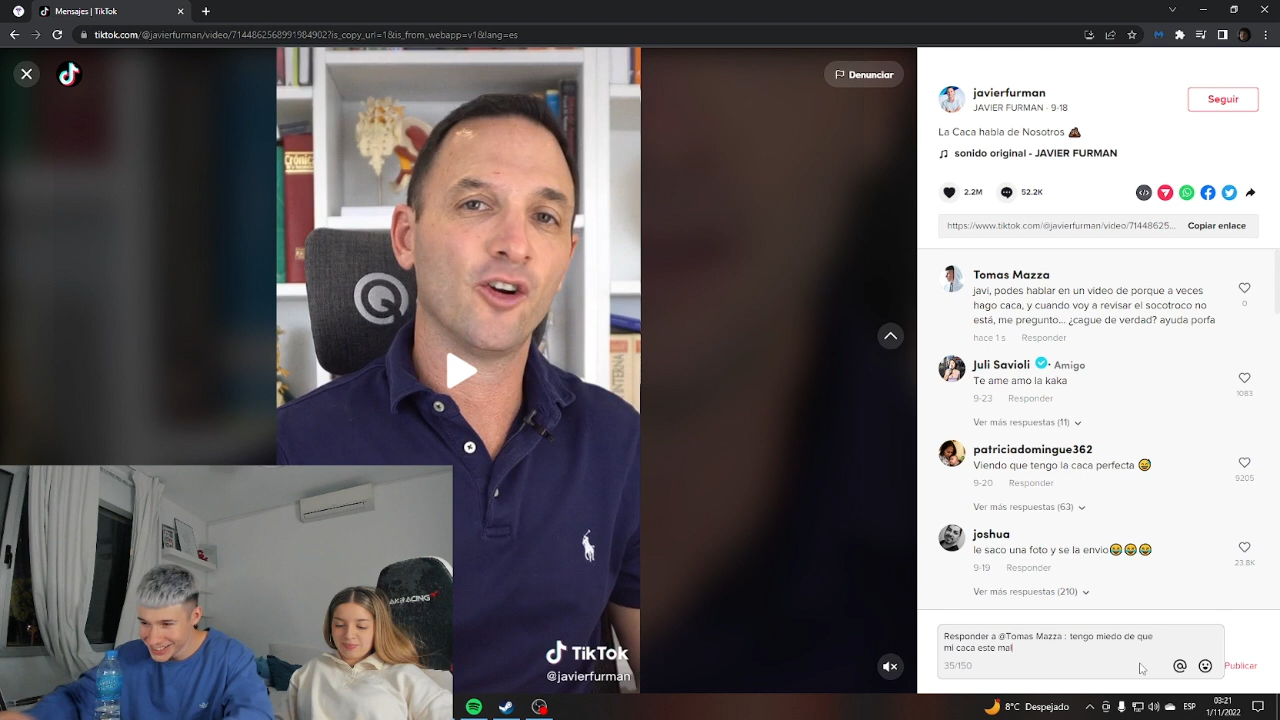 Mensajes | TikTok
tiktok.com/@javierfurman/video/7144862568991984902?is_copy_url=1&is_from_webapp=v1&lang=es
Denunciar
javierfurman
JAVIER FURMAN · 9-18
Seguir
La Caca habla de Nosotros 💩
sonido original - JAVIER FURMAN
2.2M
52.2K
https://www.tiktok.com/@javierfurman/video/71448625...
Copiar enlace
Tomas Mazza
javi, podes hablar en un video de porque a veces
hago caca, y cuando voy a revisar el socotroco no
está, me pregunto... ¿cague de verdad? ayuda porfa
0
hace 1 s Responder
Juli Savioli · Amigo
Te ame amo la kaka
1083
9-23 Responder
Ver más respuestas (11)
patriciadomingue362
Viendo que tengo la caca perfecta 😅
9205
9-20 Responder
Ver más respuestas (63)
joshua
le saco una foto y se la envio😂😂😂
23.8K
9-19 Responder
Ver más respuestas (210)
Responder a @Tomas Mazza : tengo miedo de que
mi caca este mal
35/150
Publicar
Crónica
INTERNA
AKRACING
TikTok
@javierfurman
8°C Despejado
ESP
03:21
1/11/2022